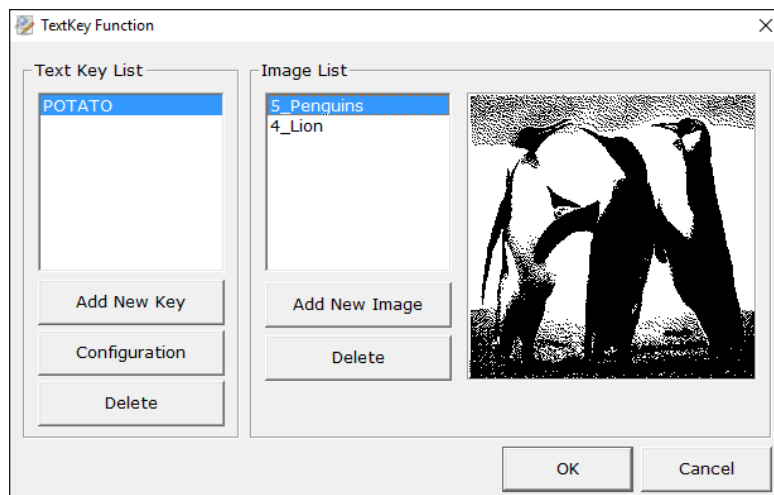 TextKey Function
Text Key List
POTATO
Add New Key
Configuration
Delete
Image List
5_Penguins
4_Lion
Add New Image
Delete
OK
Cancel